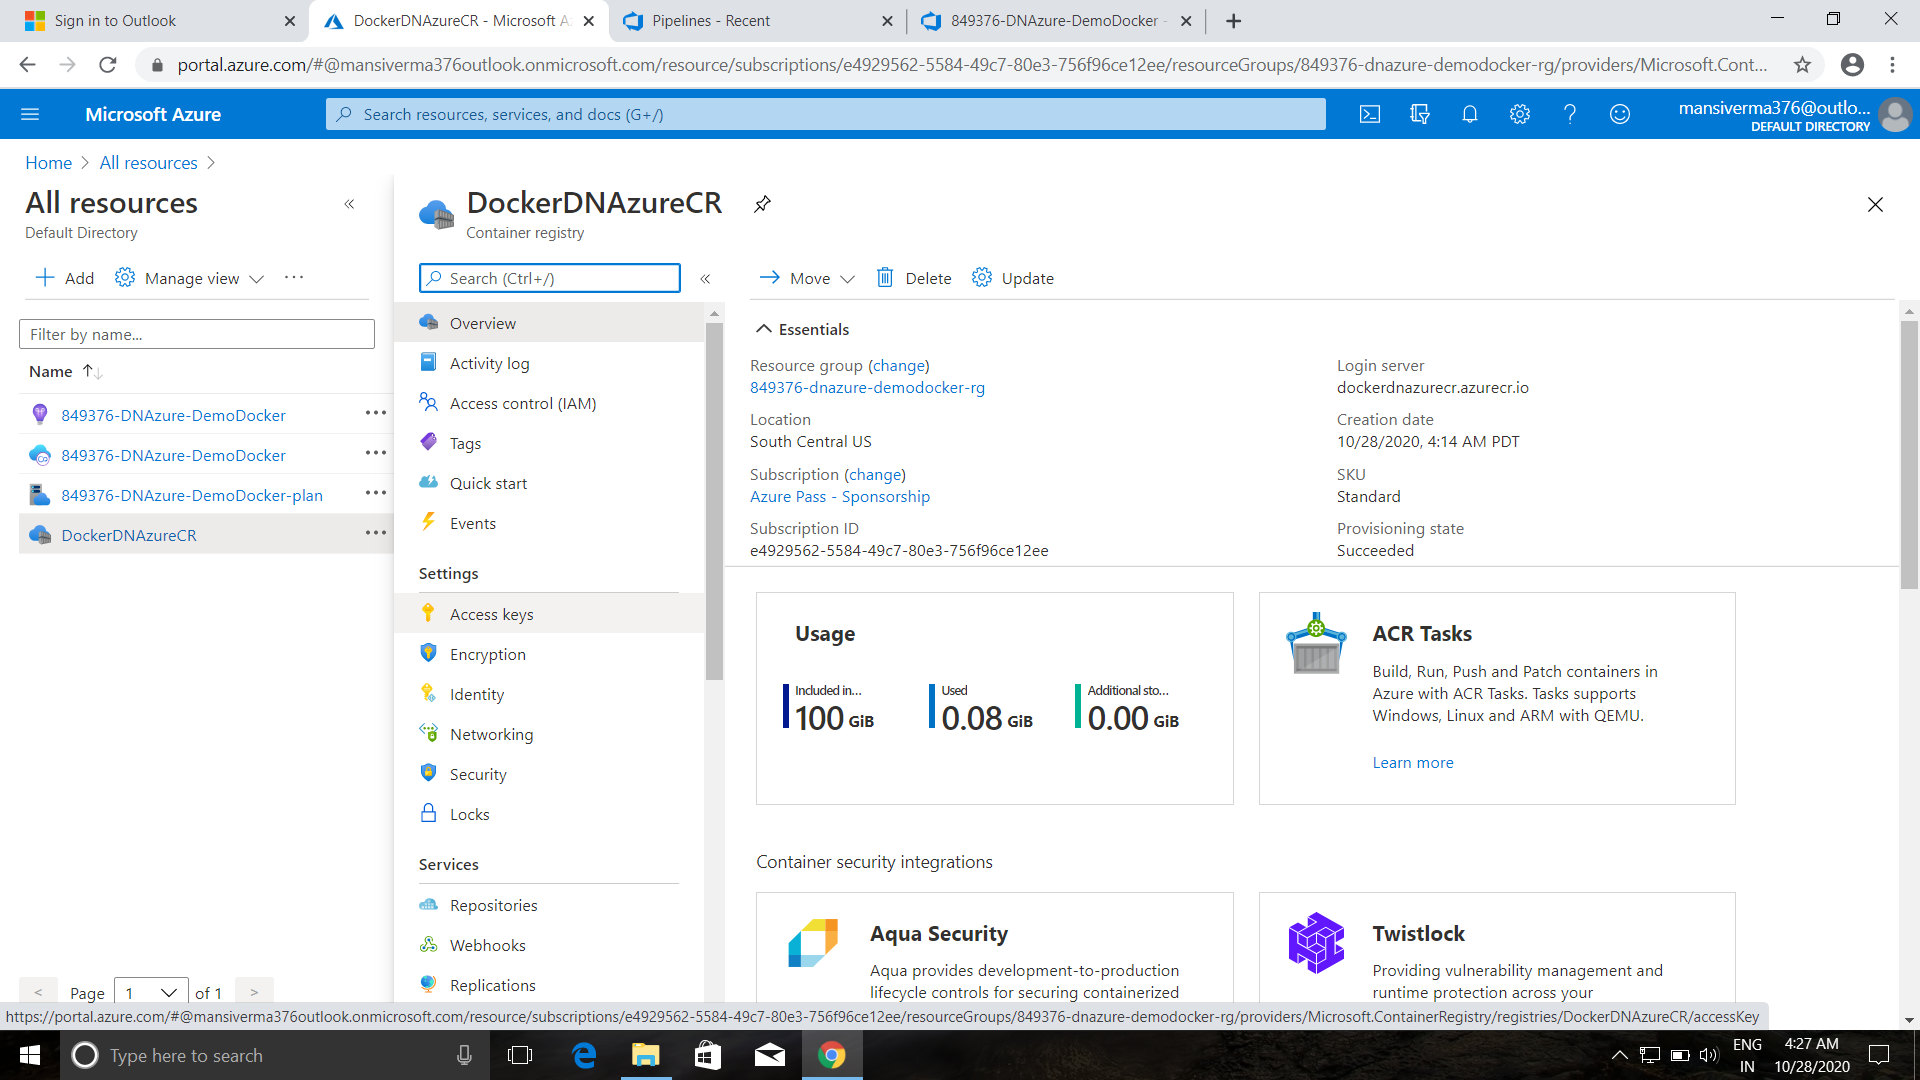 Sign in to Outlook
DockerDNAzureCR - Microsoft A
Pipelines - Recent
849376-DNAzure-DemoDocker -
portal.azure.com/#@mansiverma376outlook.onmicrosoft.com/resource/subscriptions/e4929562-5584-49c7-80e3-756f96ce12ee/resourceGroups/849376-dnazure-demodocker-rg/providers/Microsoft.Cont...
Microsoft Azure
Search resources, services, and docs (G+/)
mansiverma376@outlo...
DEFAULT DIRECTORY
Home > All resources >
All resources
Default Directory
Add
Manage view
Filter by name...
Name
849376-DNAzure-DemoDocker
849376-DNAzure-DemoDocker
849376-DNAzure-DemoDocker-plan
DockerDNAzureCR
< Page 1 of 1 >
DockerDNAzureCR
Container registry
Search (Ctrl+/)
Overview
Activity log
Access control (IAM)
Tags
Quick start
Events
Settings
Access keys
Encryption
Identity
Networking
Security
Locks
Services
Repositories
Webhooks
Replications
Move
Delete
Update
Essentials
Resource group (change)
849376-dnazure-demodocker-rg
Location
South Central US
Subscription (change)
Azure Pass - Sponsorship
Subscription ID
e4929562-5584-49c7-80e3-756f96ce12ee
Login server
dockerdnazurecr.azurecr.io
Creation date
10/28/2020, 4:14 AM PDT
SKU
Standard
Provisioning state
Succeeded
Usage
Included in...
100 GiB
Used
0.08 GiB
Additional sto...
0.00 GiB
ACR Tasks
Build, Run, Push and Patch containers in
Azure with ACR Tasks. Tasks supports
Windows, Linux and ARM with QEMU.
Learn more
Container security integrations
Aqua Security
Aqua provides development-to-production
lifecycle controls for securing containerized
Twistlock
Providing vulnerability management and
runtime protection across your
https://portal.azure.com/#@mansiverma376outlook.onmicrosoft.com/resource/subscriptions/e4929562-5584-49c7-80e3-756f96ce12ee/resourceGroups/849376-dnazure-demodocker-rg/providers/Microsoft.ContainerRegistry/registries/DockerDNAzureCR/accessKey
Type here to search
ENG
IN
4:27 AM
10/28/2020